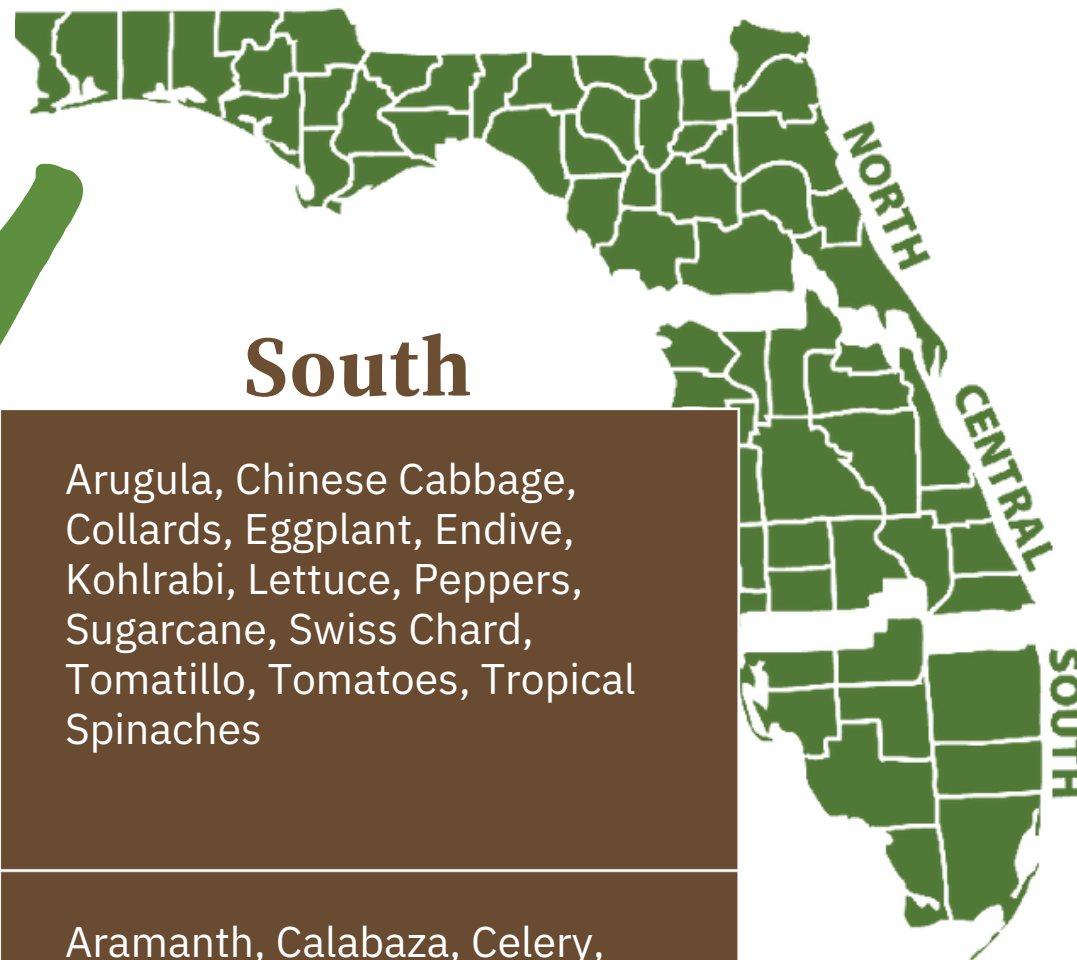 NORTH
South
CENTRAL
Arugula, Chinese Cabbage,
Collards, Eggplant, Endive,
Kohlrabi, Lettuce, Peppers,
Sugarcane, Swiss Chard,
Tomatillo, Tomatoes, Tropical
Spinaches
SOUTH
Aramanth, Calabaza, Celery,